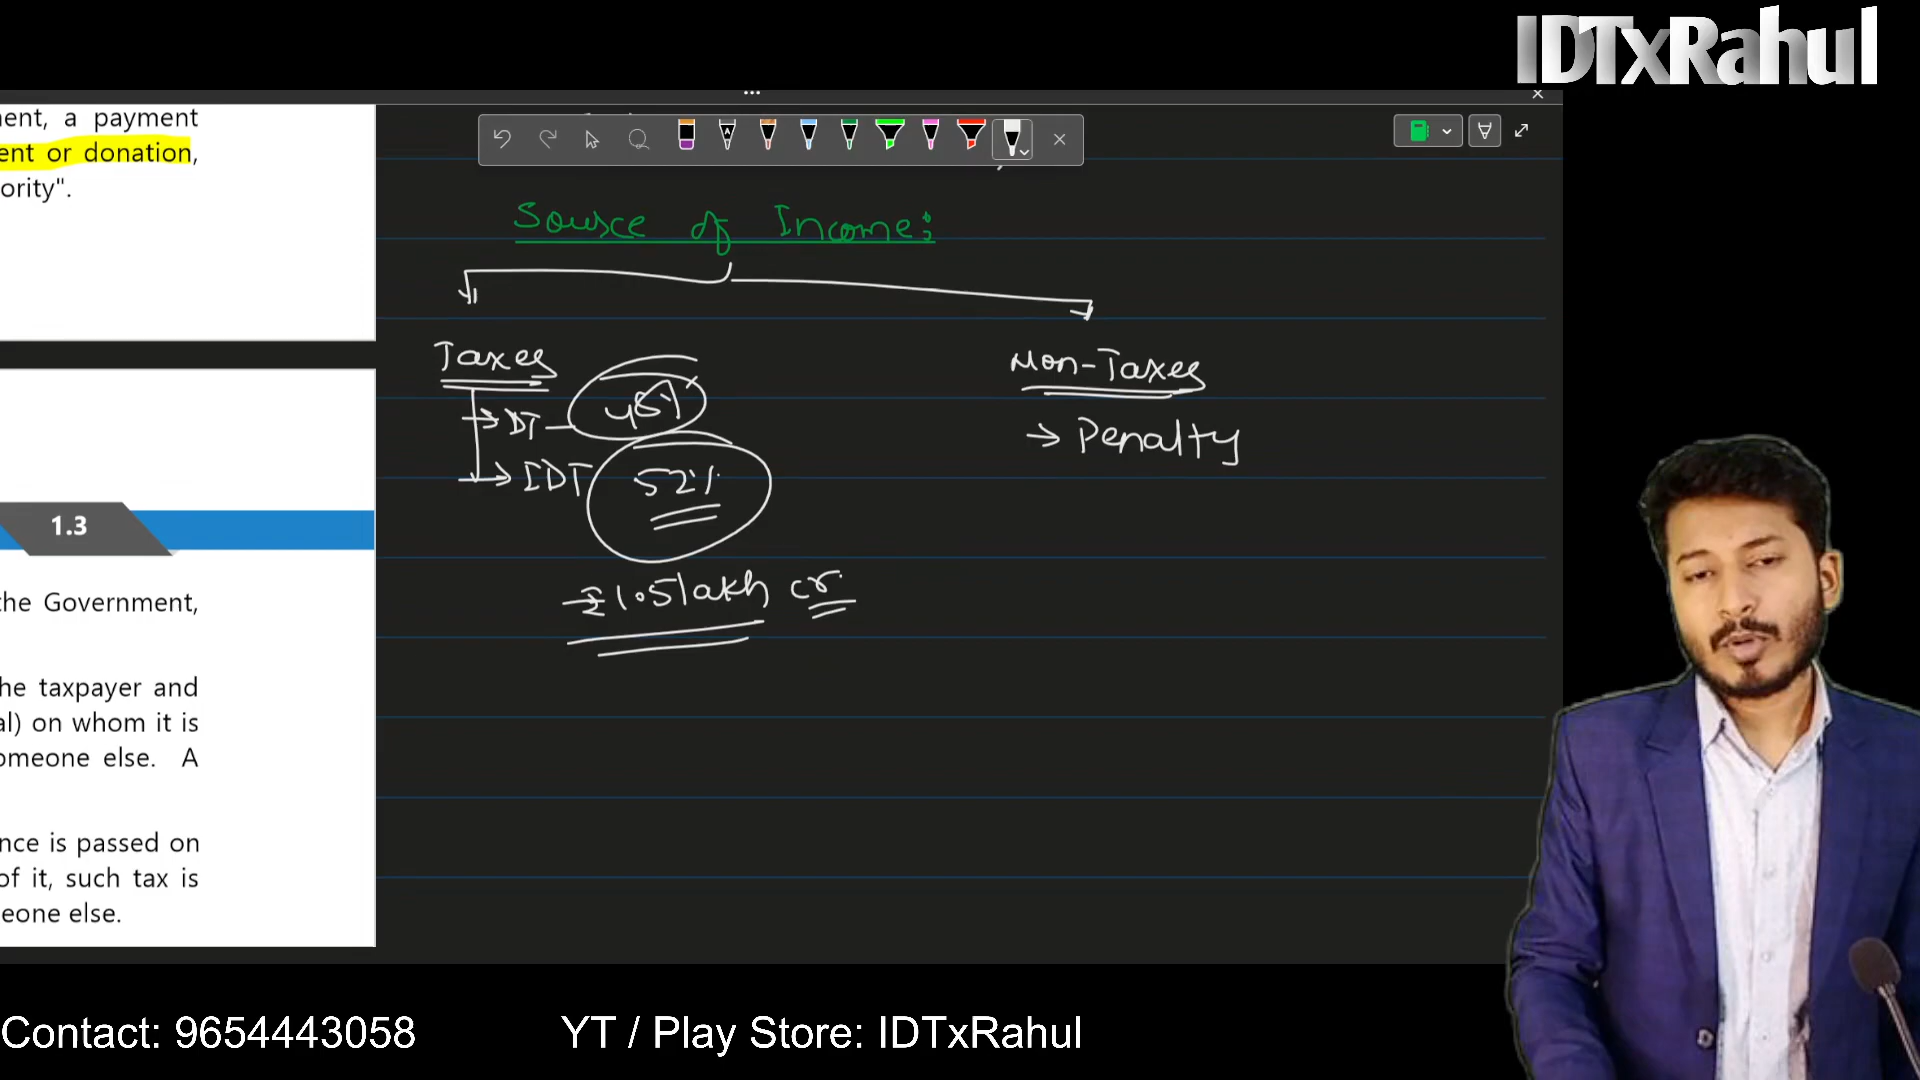 IDTxRahul
ment, a payment
ent or donation,
ority".
1.3
the Government,
he taxpayer and
al) on whom it is
omeone else. A
nce is passed on
of it, such tax is
eone else.
Source of Income:
Taxes
→ DT - 45%
→ IDT 52%
→ ₹1.5 lakh cr.
Non-Taxes
→ Penalty
Contact: 9654443058
YT / Play Store: IDTxRahul